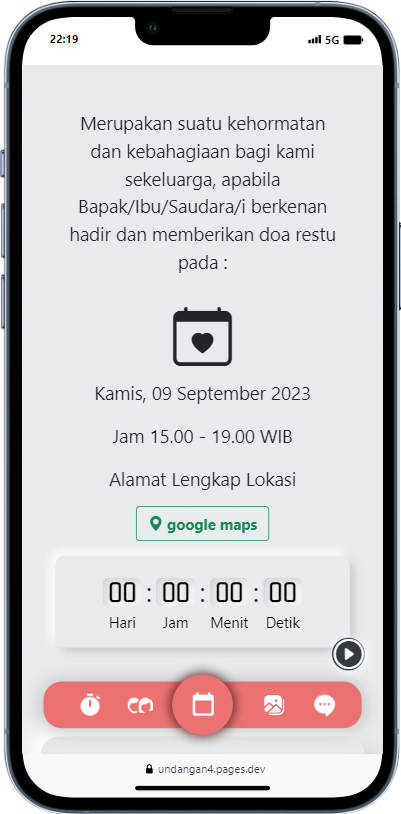 22:19
5G
Merupakan suatu kehormatan
dan kebahagiaan bagi kami
sekeluarga, apabila
Bapak/Ibu/Saudara/i berkenan
hadir dan memberikan doa restu
pada :
Kamis, 09 September 2023
Jam 15.00 - 19.00 WIB
Alamat Lengkap Lokasi
google maps
00 : 00 : 00 : 00
Hari Jam Menit Detik
undangan4.pages.dev